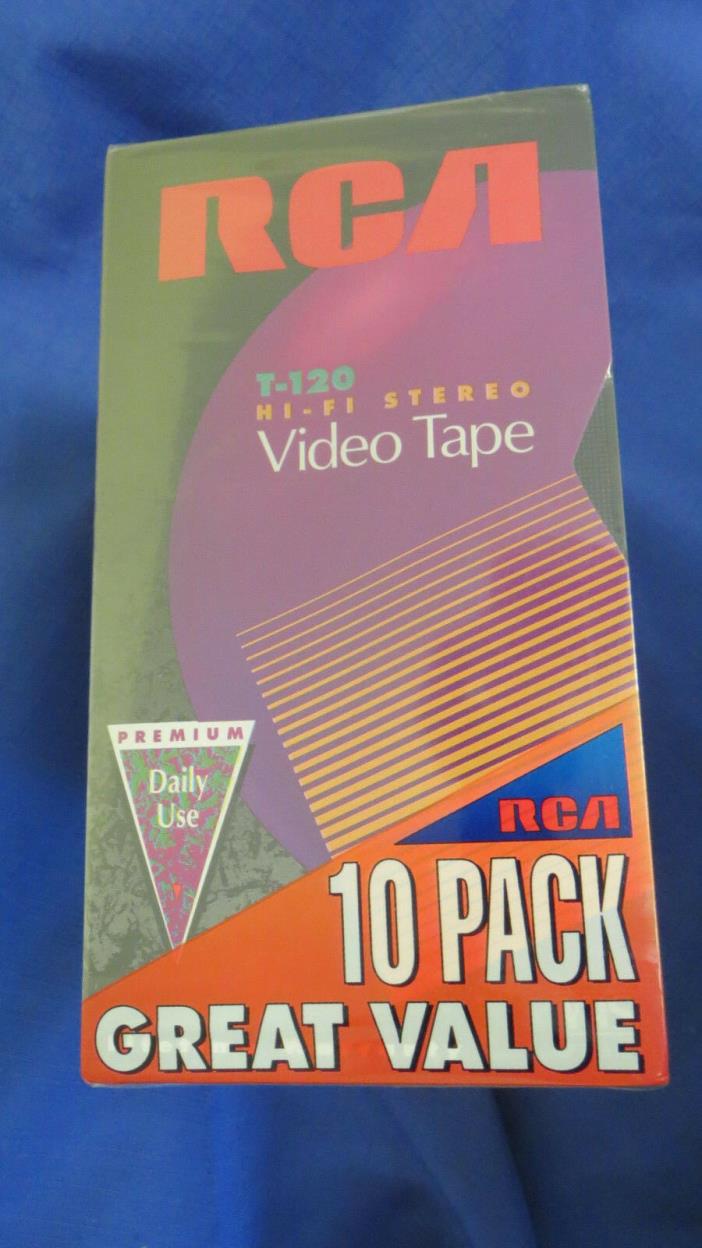 RCA
T-120
HI-FI STEREO
Video Tape
PREMIUM
Daily
Use
RCA
10 PACK
GREAT VALUE